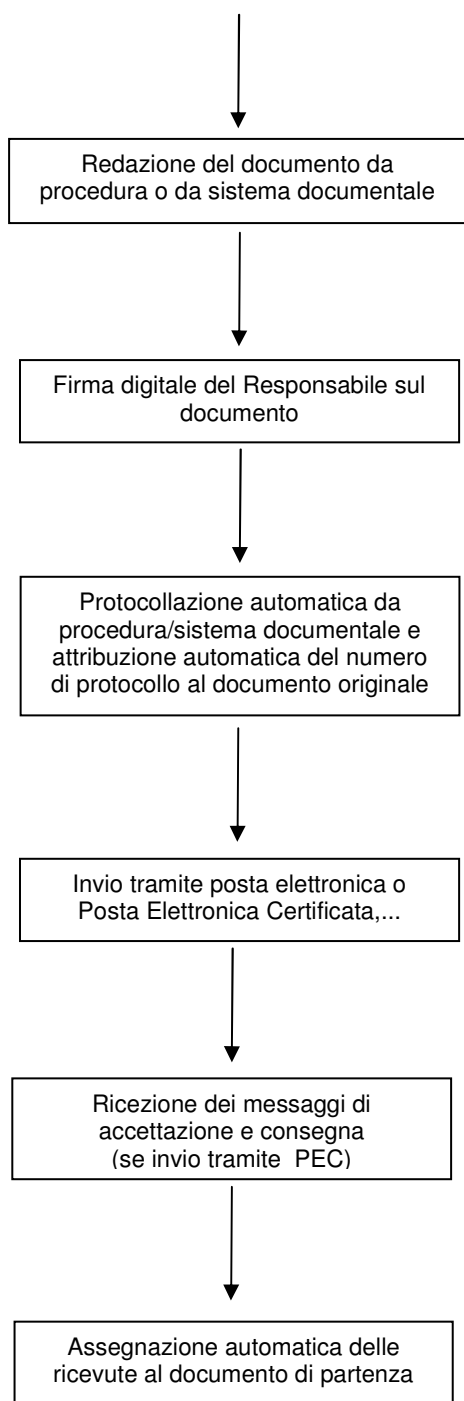 Redazione del documento da
procedura o da sistema documentale
Firma digitale del Responsabile sul
documento
Protocollazione automatica da
procedura/sistema documentale e
attribuzione automatica del numero
di protocollo al documento originale
Invio tramite posta elettronica o
Posta Elettronica Certificata,...
Ricezione dei messaggi di
accettazione e consegna
(se invio tramite PEC)
Assegnazione automatica delle
ricevute al documento di partenza